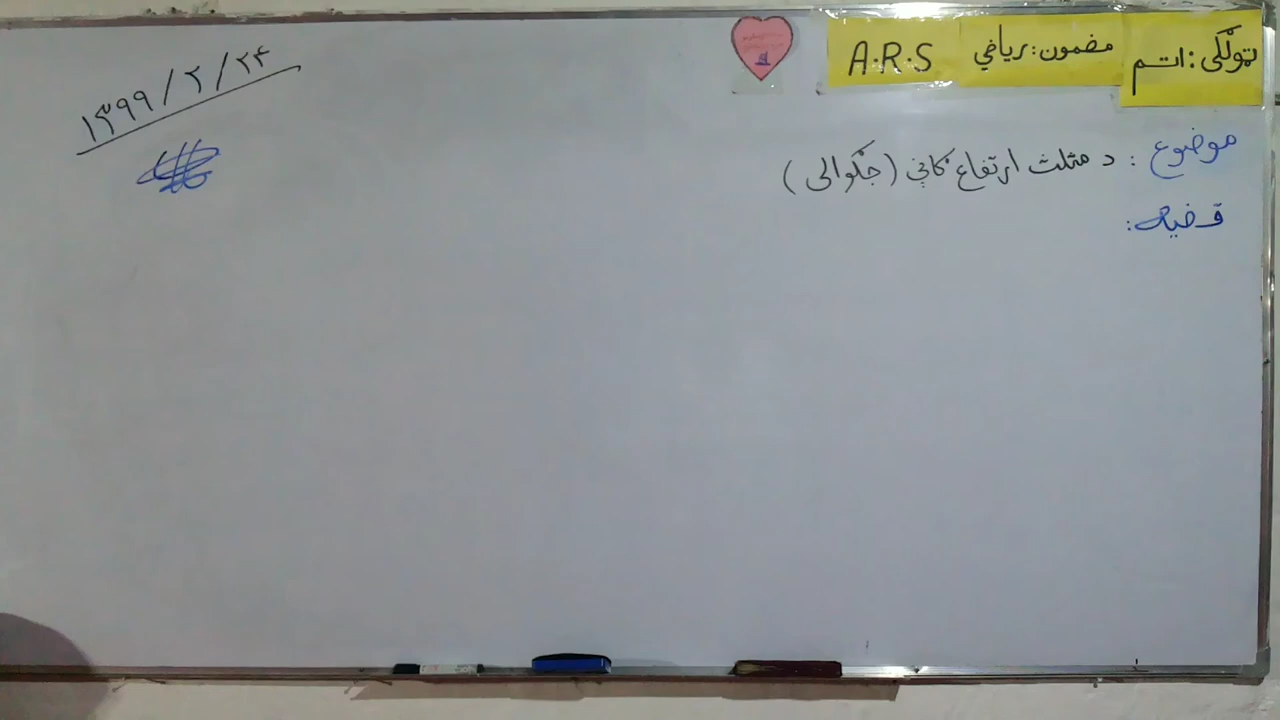 ټولګی: اتم
مضمون: ریاضي
A.R.S
۱۳۹۹/۲/۲۴
موضوع: د مثلث ارتفاع ګانې (جګوالی)
قضیه: